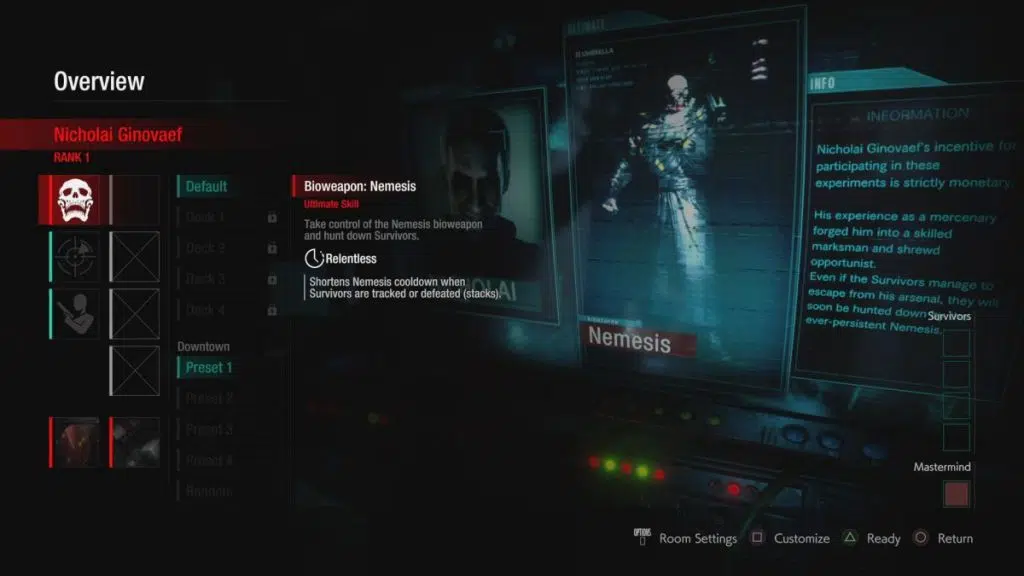 Overview
Nicholai Ginovaef
RANK 1
Default
Deck 1
Deck 2
Deck 3
Deck 4
Downtown
Preset 1
Preset 2
Preset 3
Preset 4
Random
Bioweapon: Nemesis
Ultimate Skill
Take control of the Nemesis bioweapon
and hunt down Survivors.
Relentless
Shortens Nemesis cooldown when
Survivors are tracked or defeated (stacks).
ULTIMATE
UMBRELLA
Nemesis
INFO
INFORMATION
Nicholai Ginovaef's incentive for
participating in these
experiments is strictly monetary.
His experience as a mercenary
forged him into a skilled
marksman and shrewd
opportunist.
Even if the Survivors manage to
escape from his arsenal, they will
soon be hunted down
ever-persistent Nemesis.
Survivors
Mastermind
OPTIONS
Room Settings
Customize
Ready
Return